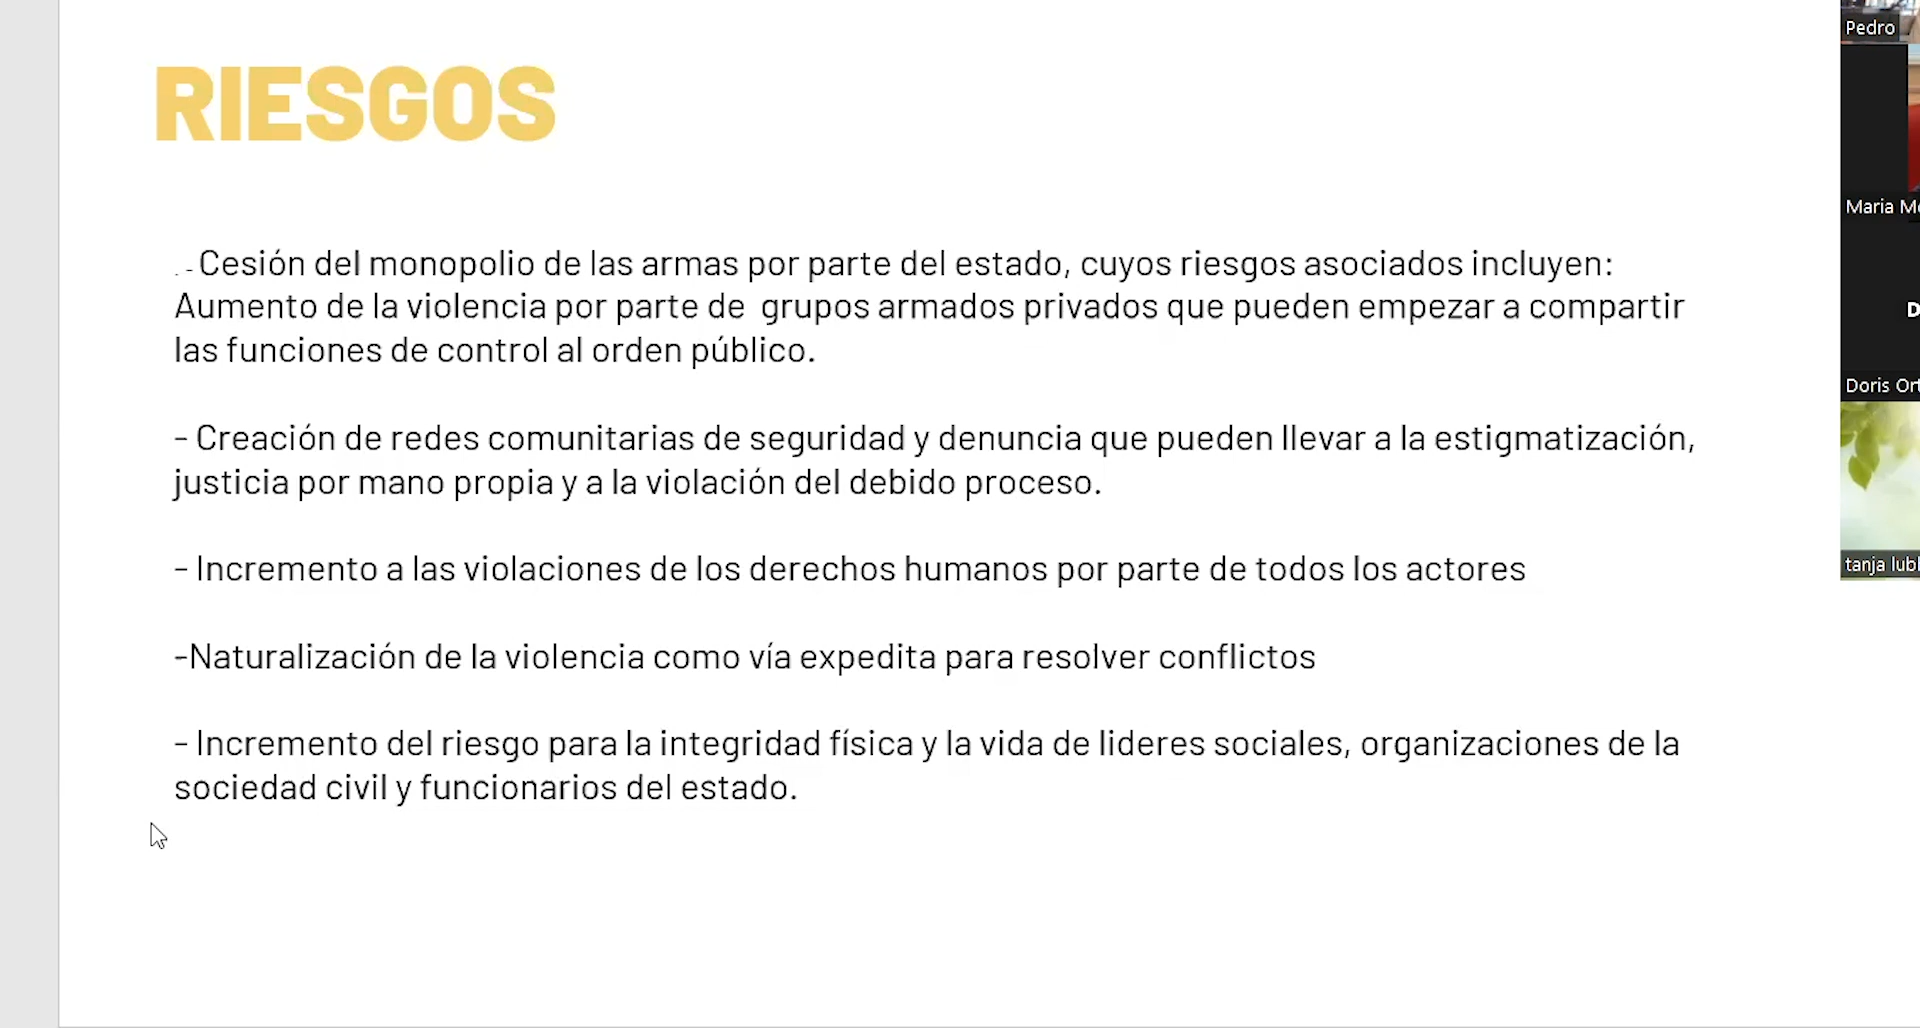 RIESGOS
. - Cesión del monopolio de las armas por parte del estado, cuyos riesgos asociados incluyen:
Aumento de la violencia por parte de grupos armados privados que pueden empezar a compartir
las funciones de control al orden público.
- Creación de redes comunitarias de seguridad y denuncia que pueden llevar a la estigmatización,
justicia por mano propia y a la violación del debido proceso.
- Incremento a las violaciones de los derechos humanos por parte de todos los actores
-Naturalización de la violencia como vía expedita para resolver conflictos
- Incremento del riesgo para la integridad física y la vida de lideres sociales, organizaciones de la
sociedad civil y funcionarios del estado.
Pedro
Maria
D
Doris
tanja